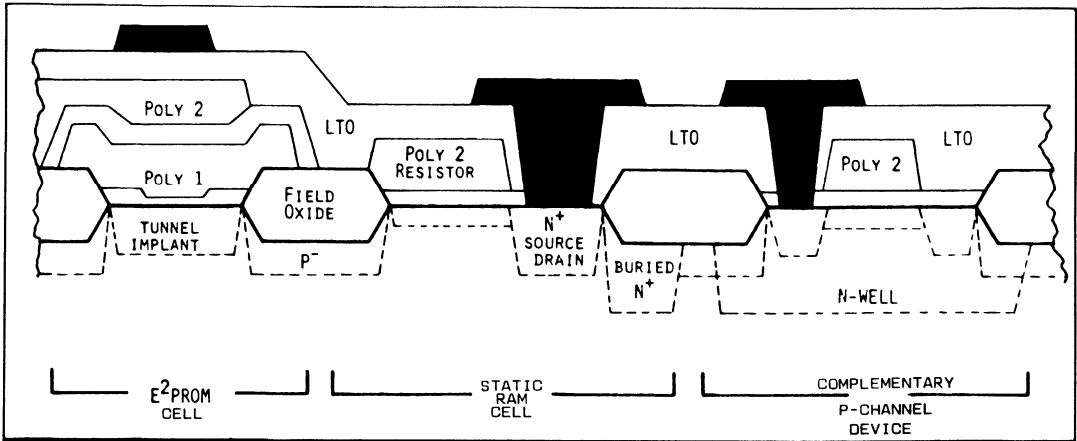 POLY 2
LTO
POLY 2
RESISTOR
LTO
POLY 2
LTO
POLY 1
FIELD
OXIDE
TUNNEL
IMPLANT
P⁻
N⁺
SOURCE
DRAIN
BURIED
N⁺
N-WELL
E²PROM
CELL
STATIC
RAM
CELL
COMPLEMENTARY
P-CHANNEL
DEVICE